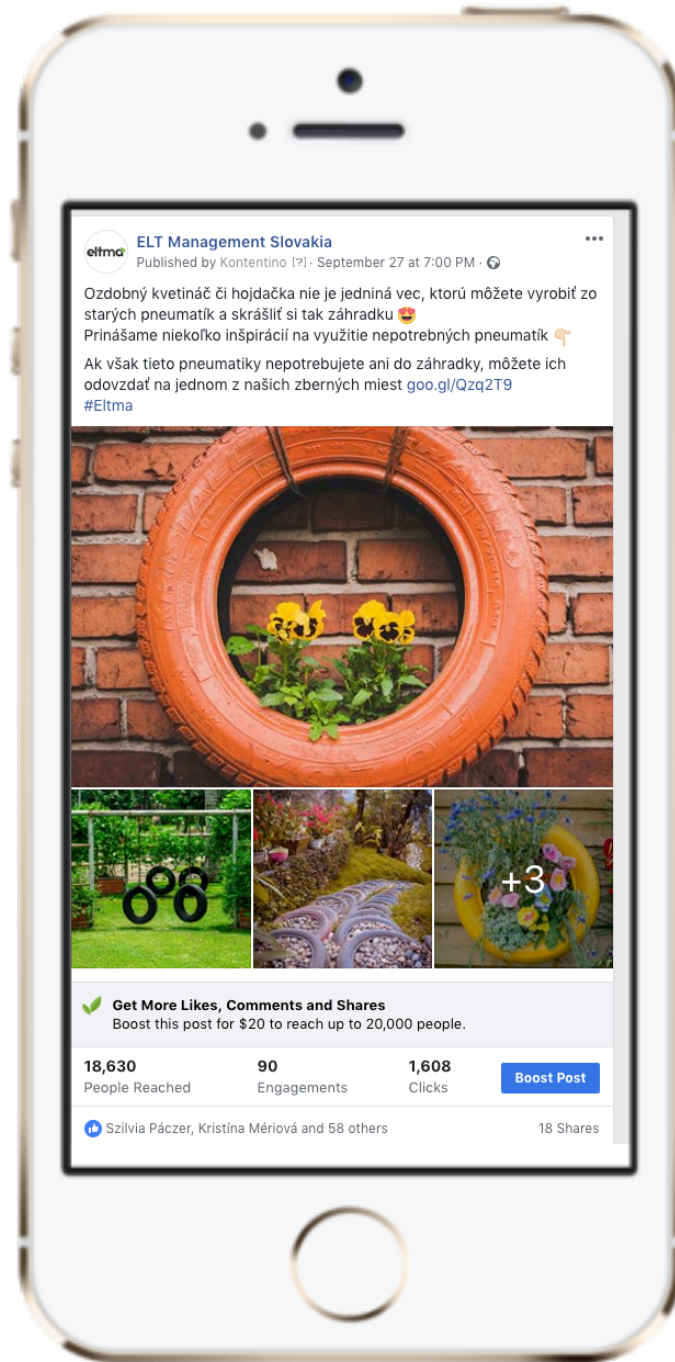 eltma
ELT Management Slovakia
Published by Kontentino [?] · September 27 at 7:00 PM ·
Ozdobný kvetináč či hojdačka nie je jedniná vec, ktorú môžete vyrobiť zo
starých pneumatík a skrášliť si tak záhradku 😍
Prinášame niekoľko inšpirácií na využitie nepotrebných pneumatík 👇🏻
Ak však tieto pneumatiky nepotrebujete ani do záhradky, môžete ich
odovzdať na jednom z našich zberných miest goo.gl/Qzq2T9
#Eltma
+3
Get More Likes, Comments and Shares
Boost this post for $20 to reach up to 20,000 people.
18,630 90 1,608
People Reached Engagements Clicks
Boost Post
Szilvia Páczer, Kristína Mériová and 58 others 18 Shares